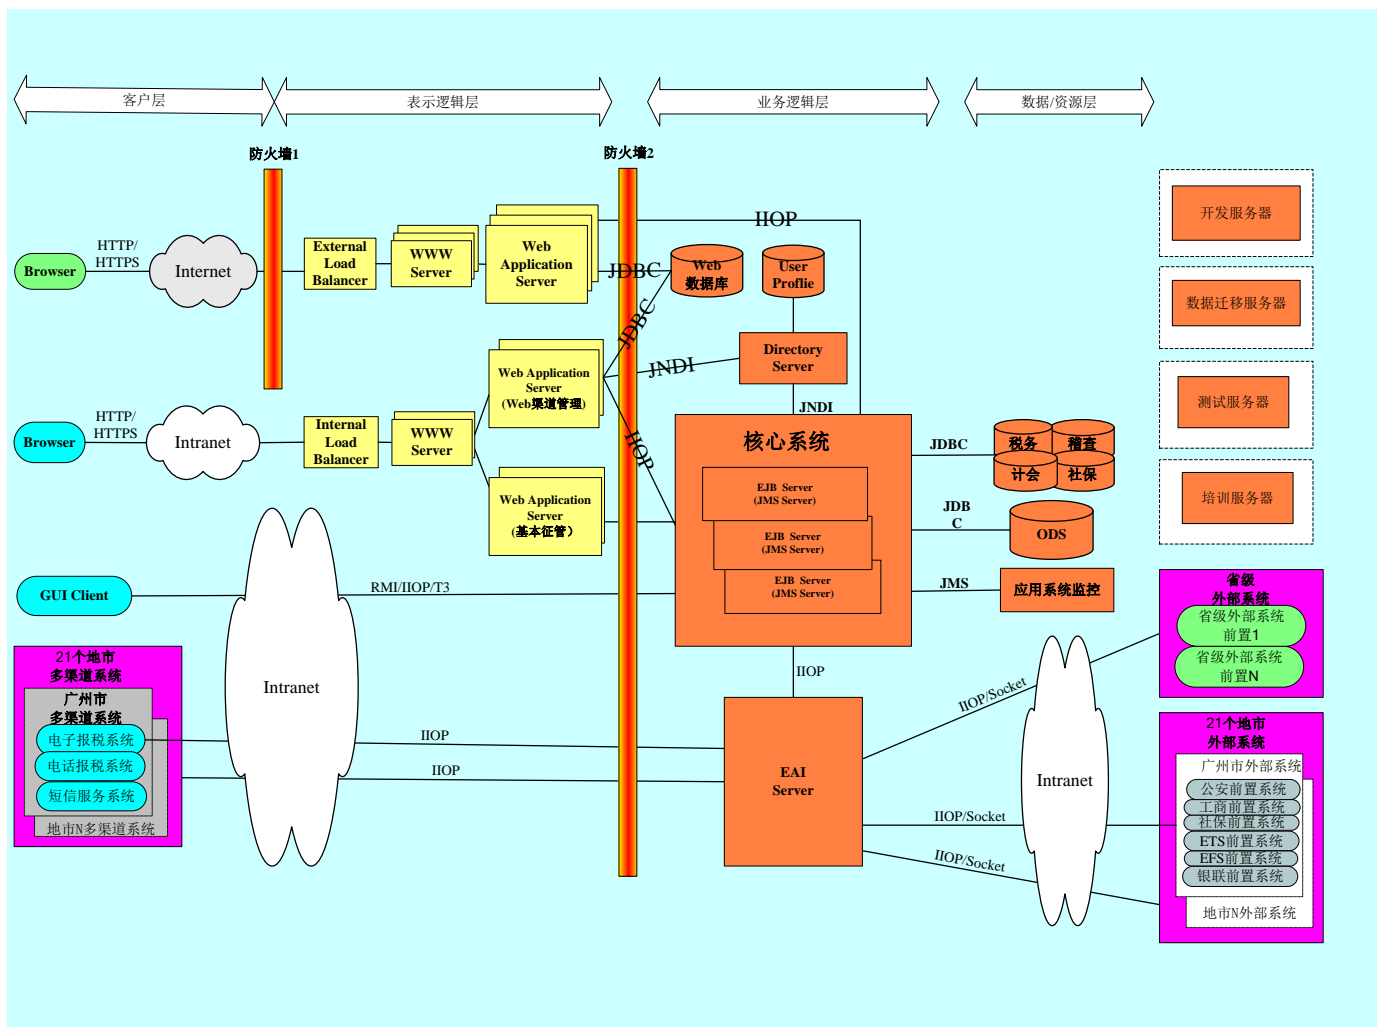 客户层
表示逻辑层
业务逻辑层
数据/资源层
防火墙1
防火墙2
Browser
HTTP/
HTTPS
Internet
External
Load
Balancer
WWW
Server
Web
Application
Server
IIOP
JDBC
Web
数据库
User
Proflie
JDBC
JNDI
Directory
Server
JNDI
Browser
HTTP/
HTTPS
Intranet
Internal
Load
Balancer
WWW
Server
Web Application
Server
(Web渠道管理)
IIOP
Web Application
Server
(基本征管)
核心系统
EJB Server
(JMS Server)
EJB Server
(JMS Server)
EJB Server
(JMS Server)
JDBC
税务
稽查
计会
社保
JDB
C
ODS
JMS
应用系统监控
开发服务器
数据迁移服务器
测试服务器
培训服务器
GUI Client
RMI/IIOP/T3
Intranet
21个地市
多渠道系统
广州市
多渠道系统
电子报税系统
电话报税系统
短信服务系统
地市N多渠道系统
IIOP
IIOP
IIOP
EAI
Server
IIOP/Socket
IIOP/Socket
IIOP/Socket
Intranet
省级
外部系统
省级外部系统
前置1
省级外部系统
前置N
21个地市
外部系统
广州市外部系统
公安前置系统
工商前置系统
社保前置系统
ETS前置系统
EFS前置系统
银联前置系统
地市N外部系统